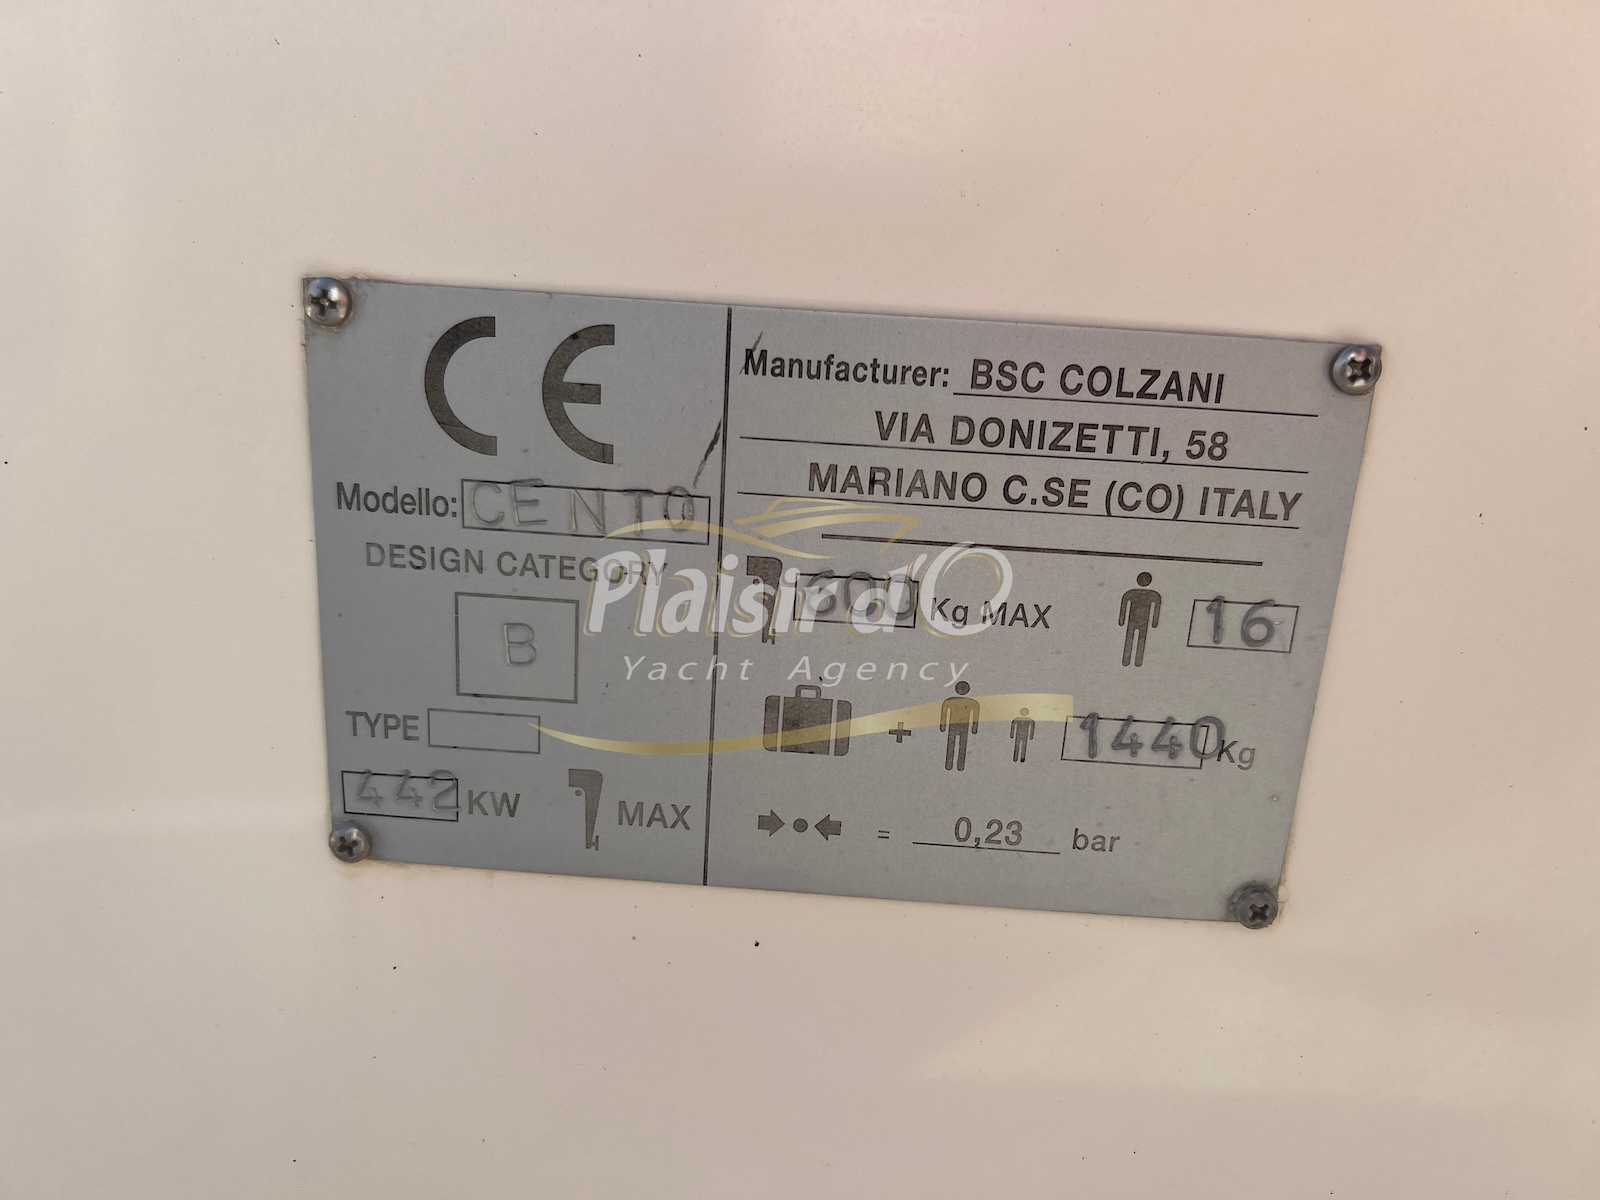 CE
Modello: CENTO
DESIGN CATEGORY
B
TYPE
442 KW MAX
Manufacturer: BSC COLZANI
VIA DONIZETTI, 58
MARIANO C.SE (CO) ITALY
600 Kg MAX 16
+ 1440 Kg
= 0,23 bar
Plaisird'O
Yacht Agency